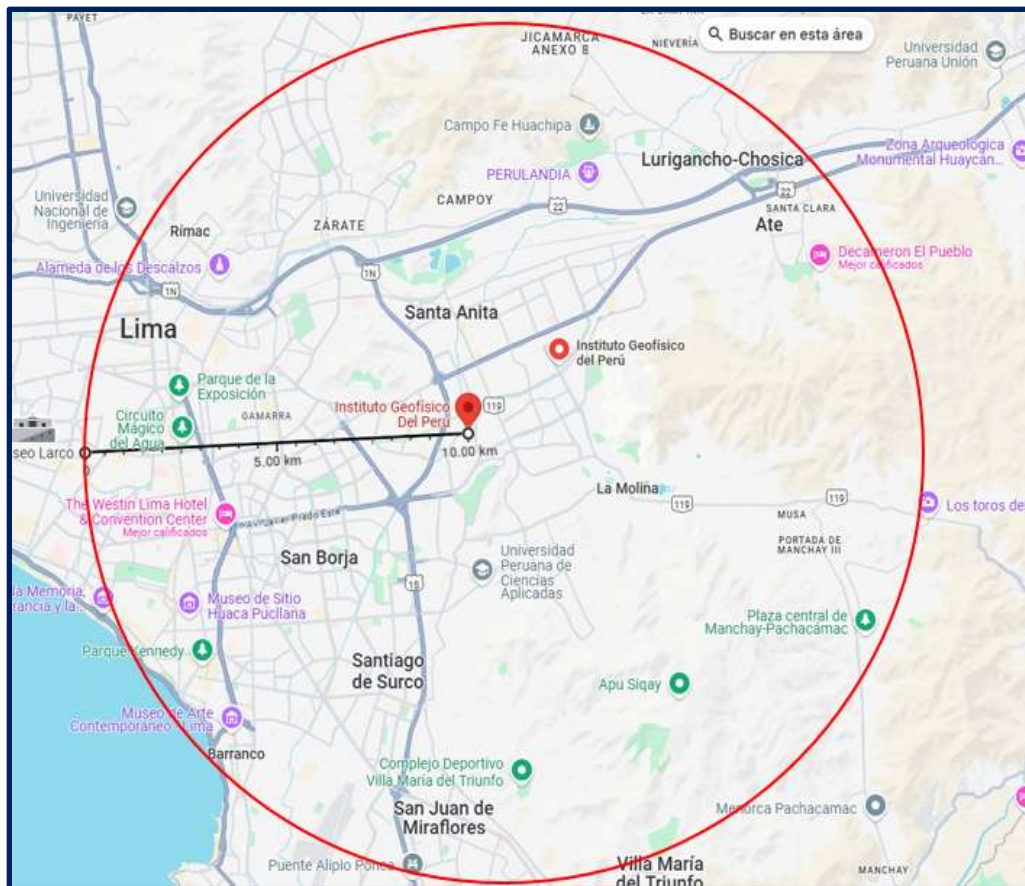 PAYET
JICAMARCA
ANEXO 8
NIEVERÍA
Buscar en esta área
Universidad
Peruana Unión
Campo Fe Huachipa
Zona Arqueológica
Monumental Huaycán...
Lurigancho-Chosica
PERULANDIA
22
Universidad
Nacional de
Ingeniería
CAMPOY
22
SANTA CLARA
Rímac
ZÁRATE
Ate
Alameda de los Descalzos
1N
Decameron El Pueblo
Mejor calificados
1N
Santa Anita
Lima
Instituto Geofísico
del Perú
Parque de la
Exposición
Instituto Geofísico
Del Perú
119
GAMARRA
Circuito
Mágico
del Agua
seo Larco
0
5.00 km
10.00 km
La Molina
119
119
Los toros de
The Westin Lima Hotel
& Convention Center
Mejor calificados
MUSA
PORTADA DE
MANCHAY III
San Borja
Universidad
Peruana de
Ciencias
Aplicadas
1S
la Memoria,
erancia y la...
Museo de Sitio
Huaca Pucllana
Plaza central de
Manchay-Pachacámac
Parque Kennedy
Santiago
de Surco
Apu Siqay
Museo de Arte
Contemporáneo - Lima
Barranco
Complejo Deportivo
Villa María del Triunfo
San Juan de
Miraflores
Menorca Pachacamac
Puente Alipio Ponce
Villa María
del Triunfo
MANCHAY